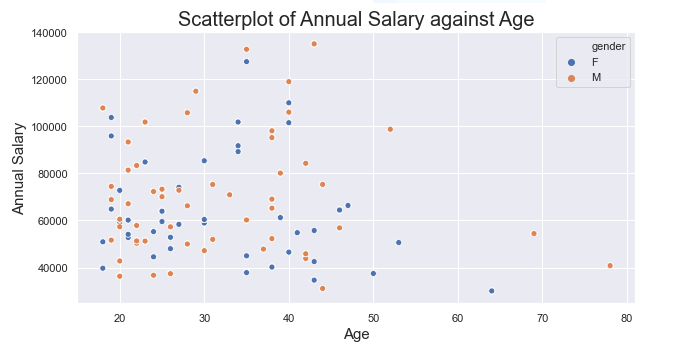 Scatterplot of Annual Salary against Age
140000
120000
100000
80000
60000
40000
Annual Salary
gender
F
M
20 30 40 50 60 70 80
Age